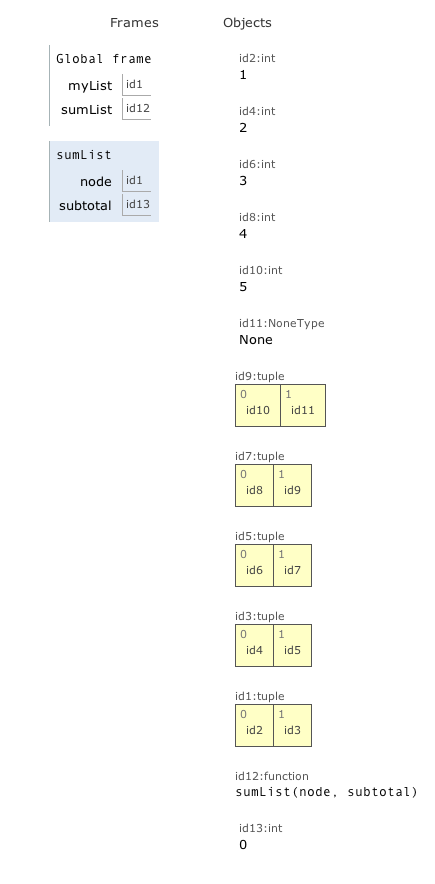 Frames
Objects
Global frame
myList id1
sumList id12
sumList
node id1
subtotal id13
id2:int
1
id4:int
2
id6:int
3
id8:int
4
id10:int
5
id11:NoneType
None
id9:tuple
0 1
id10 id11
id7:tuple
0 1
id8 id9
id5:tuple
0 1
id6 id7
id3:tuple
0 1
id4 id5
id1:tuple
0 1
id2 id3
id12:function
sumList(node, subtotal)
id13:int
0